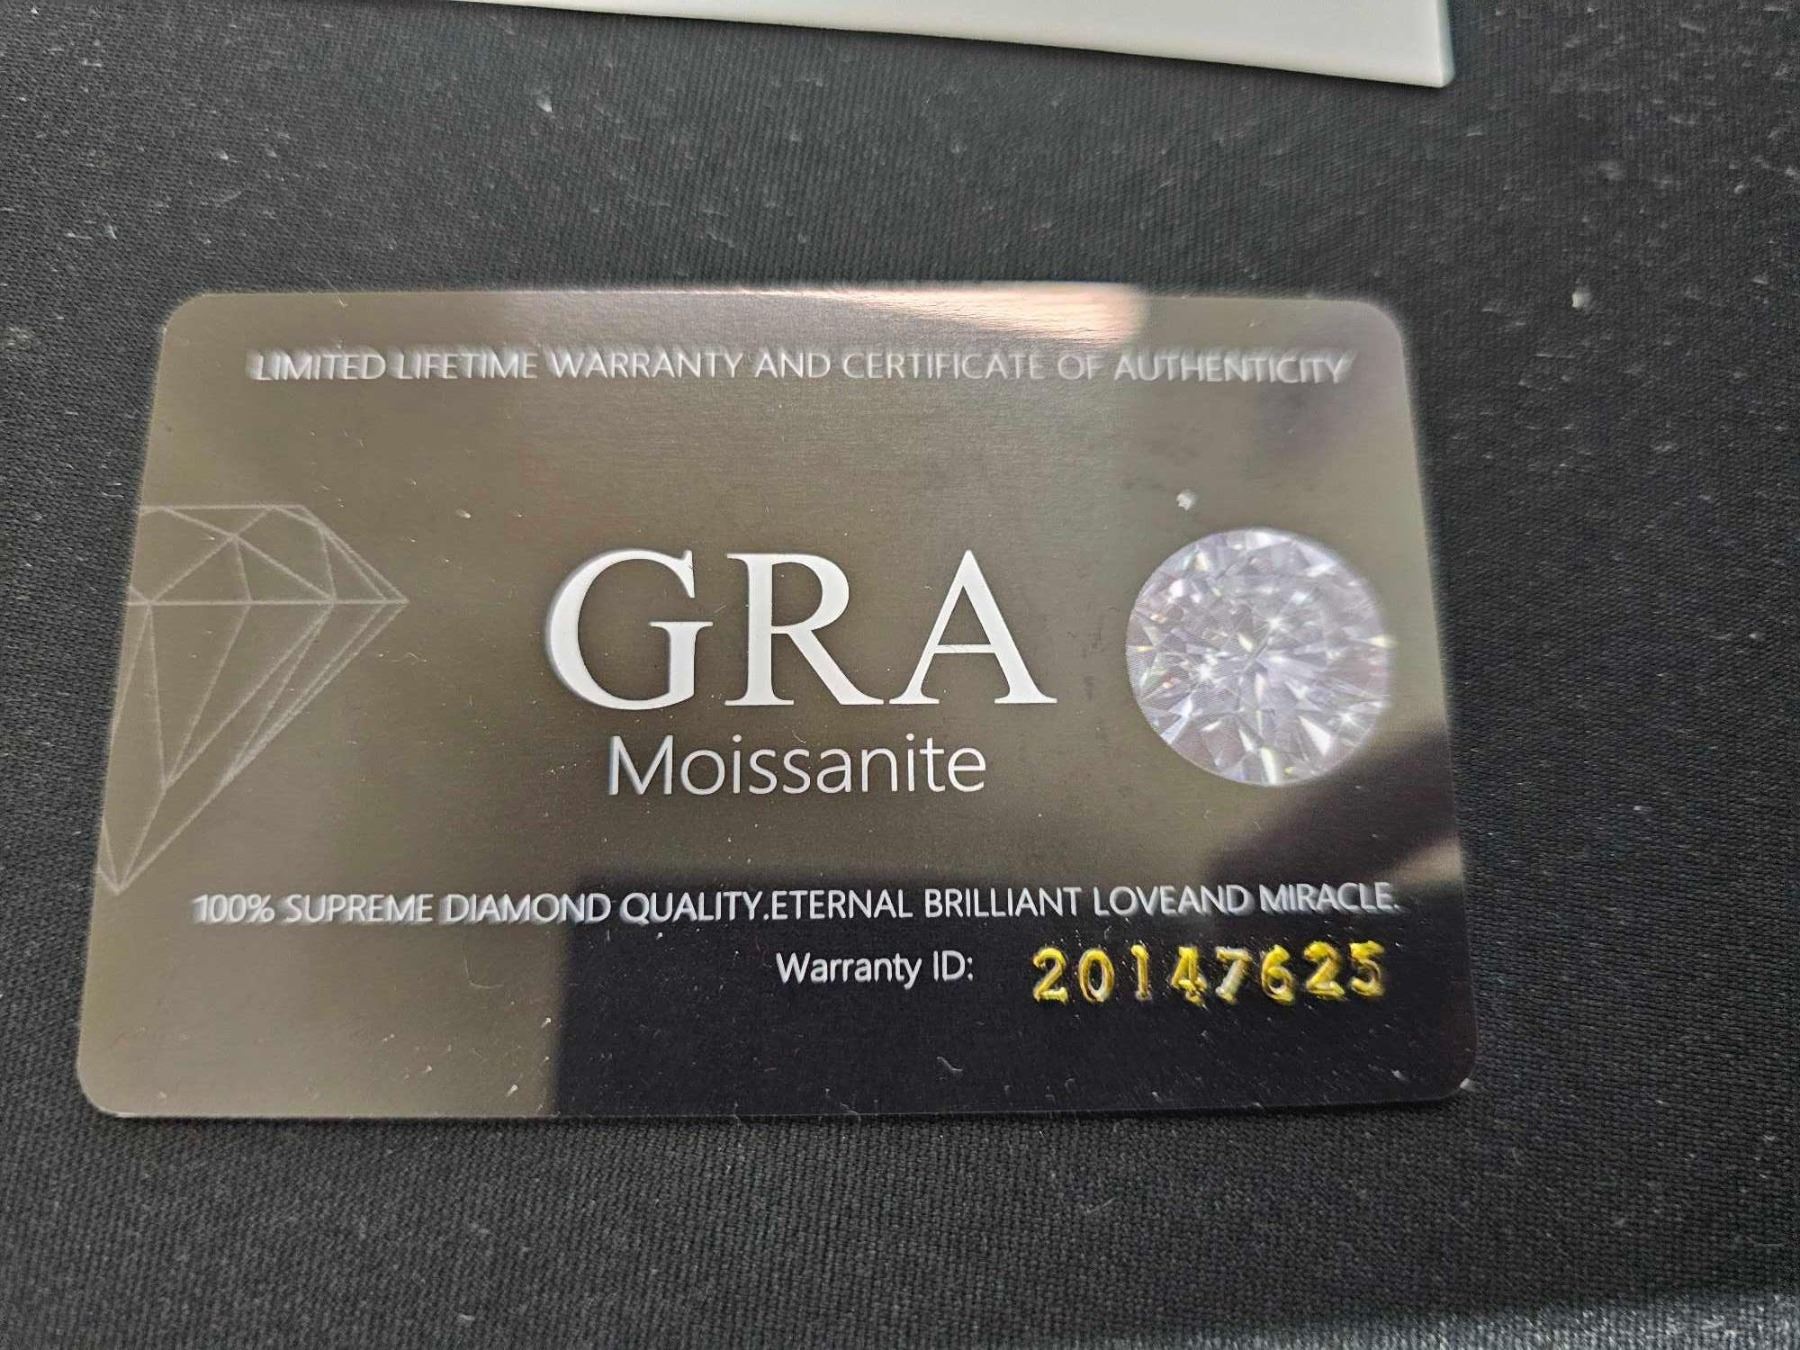 LIMITED LIFETIME WARRANTY AND CERTIFICATE OF AUTHENTICITY
GRA
Moissanite
100% SUPREME DIAMOND QUALITY.ETERNAL BRILLIANT LOVEAND MIRACLE.
Warranty ID: 20147625